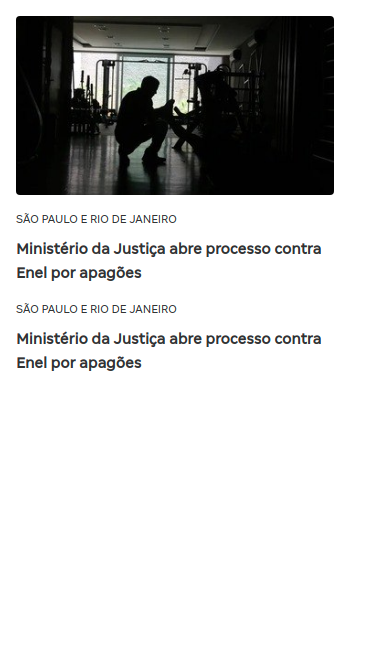 SÃO PAULO E RIO DE JANEIRO
Ministério da Justiça abre processo contra
Enel por apagões
SÃO PAULO E RIO DE JANEIRO
Ministério da Justiça abre processo contra
Enel por apagões